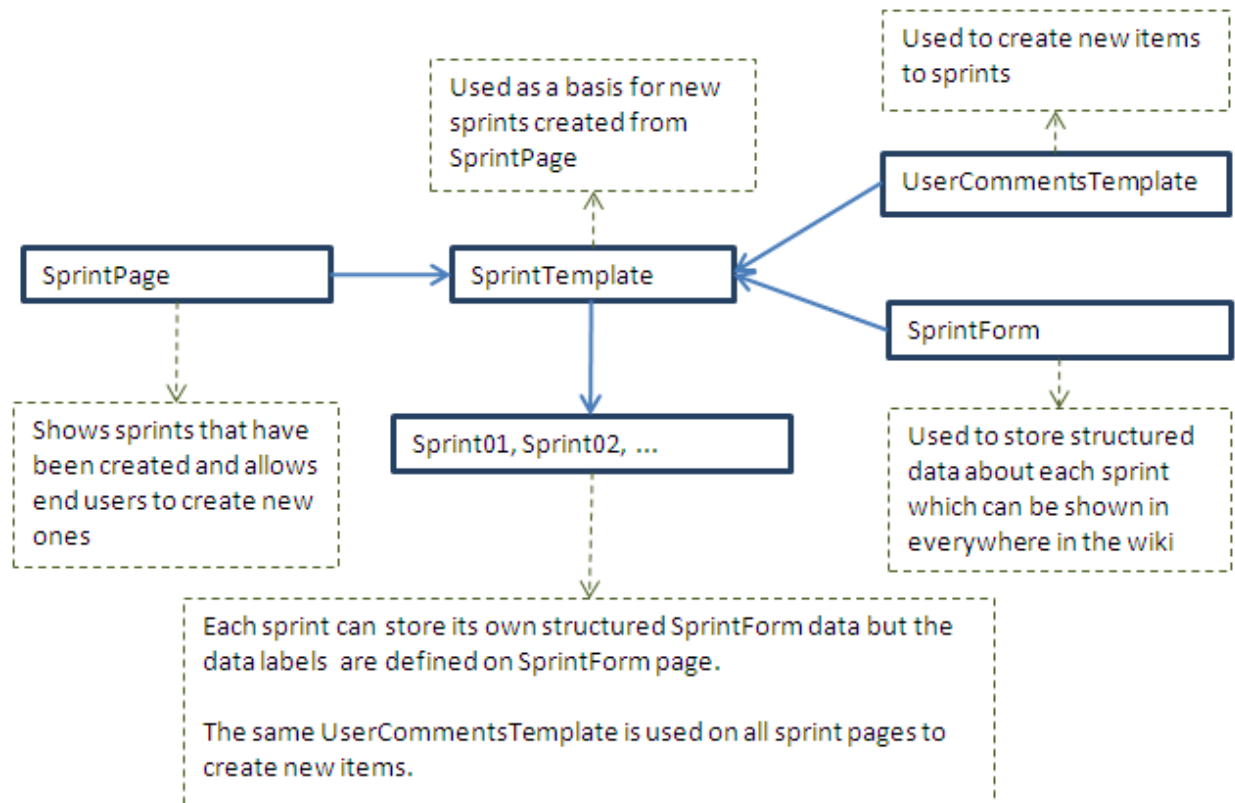 Used to create new items
to sprints
Used as a basis for new
sprints created from
SprintPage
UserCommentsTemplate
SprintPage
SprintTemplate
SprintForm
Shows sprints that have
been created and allows
end users to create new
ones
Sprint01, Sprint02, ...
Used to store structured
data about each sprint
which can be shown in
everywhere in the wiki
Each sprint can store its own structured SprintForm data but the
data labels are defined on SprintForm page.
The same UserCommentsTemplate is used on all sprint pages to
create new items.